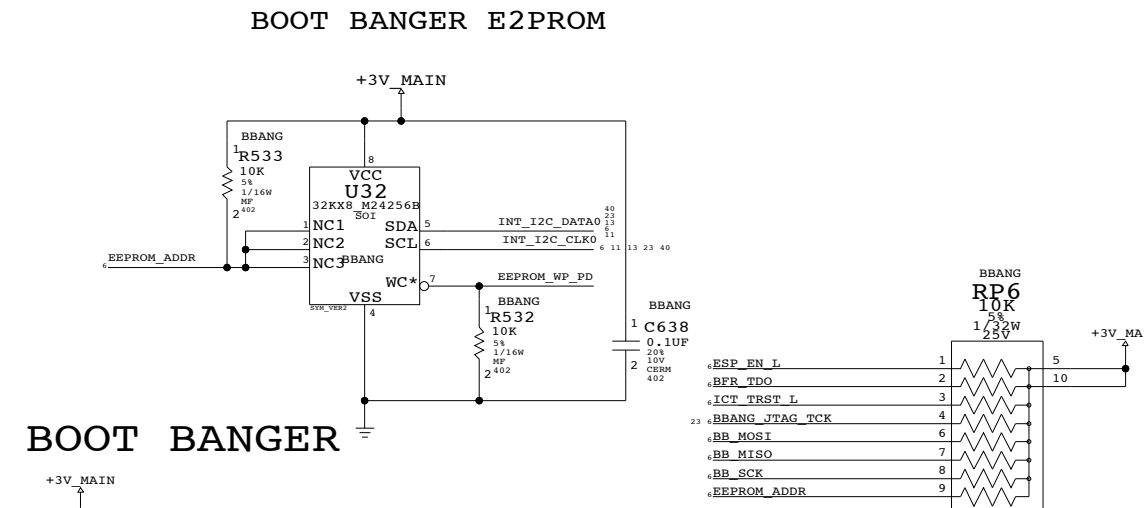 BOOT BANGER E2PROM
+3V_MAIN
BBANG
1
R533
10K
5%
1/16W
MF
402
2
8
VCC
U32
32KX8_M24256B
SOI
1 NC1
2 NC2
3 NC3
BBANG
SDA 5
SCL 6
WC* 7
VSS
4
SYM_VER2
6 EEPROM_ADDR
INT_I2C_DATA0
40
23
13
6
11
INT_I2C_CLK0 6 11 13 23 40
EEPROM_WP_PD
BBANG
1
R532
10K
5%
1/16W
MF
402
2
BBANG
1
C638
0.1UF
20%
10V
CERM
402
2
BBANG
RP6
10K
5%
1/32W
25V
+3V_MA
6 ESP_EN_L 1
6 BFR_TDO 2
6 ICT_TRST_L 3
23 6 BBANG_JTAG_TCK 4
6 BB_MOSI 6
6 BB_MISO 7
6 BB_SCK 8
6 EEPROM_ADDR 9
5
10
BOOT BANGER
+3V_MAIN